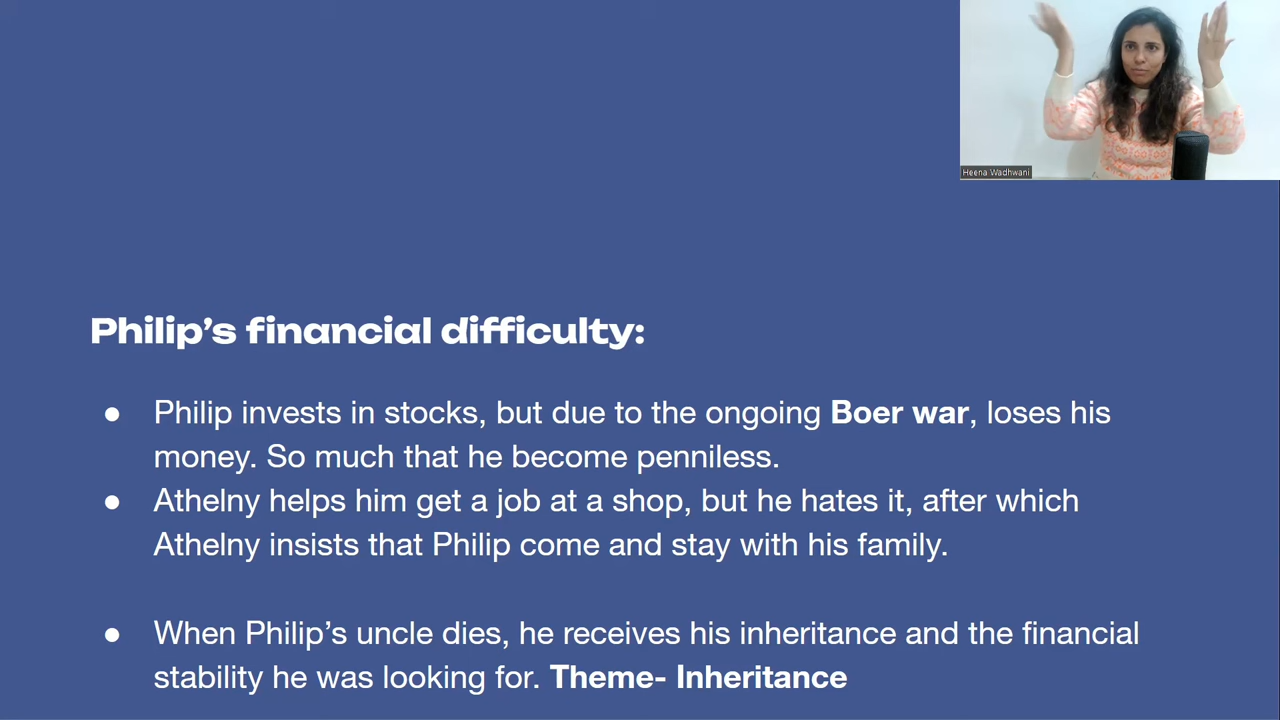 Heena Wadhwani
Philip’s financial difficulty:
● Philip invests in stocks, but due to the ongoing Boer war, loses his
money. So much that he become penniless.
● Athelny helps him get a job at a shop, but he hates it, after which
Athelny insists that Philip come and stay with his family.
● When Philip’s uncle dies, he receives his inheritance and the financial
stability he was looking for. Theme- Inheritance